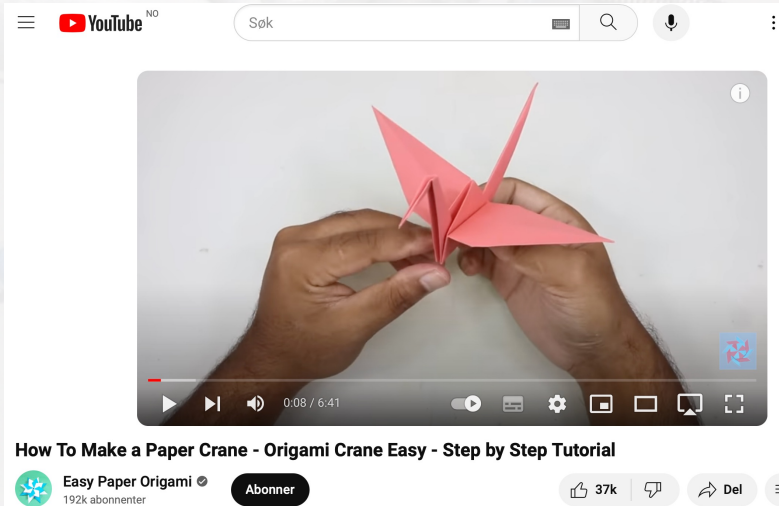 YouTube NO
Søk
0:08 / 6:41
How To Make a Paper Crane - Origami Crane Easy - Step by Step Tutorial
Easy Paper Origami
192k abonnenter
Abonner
37k
Del